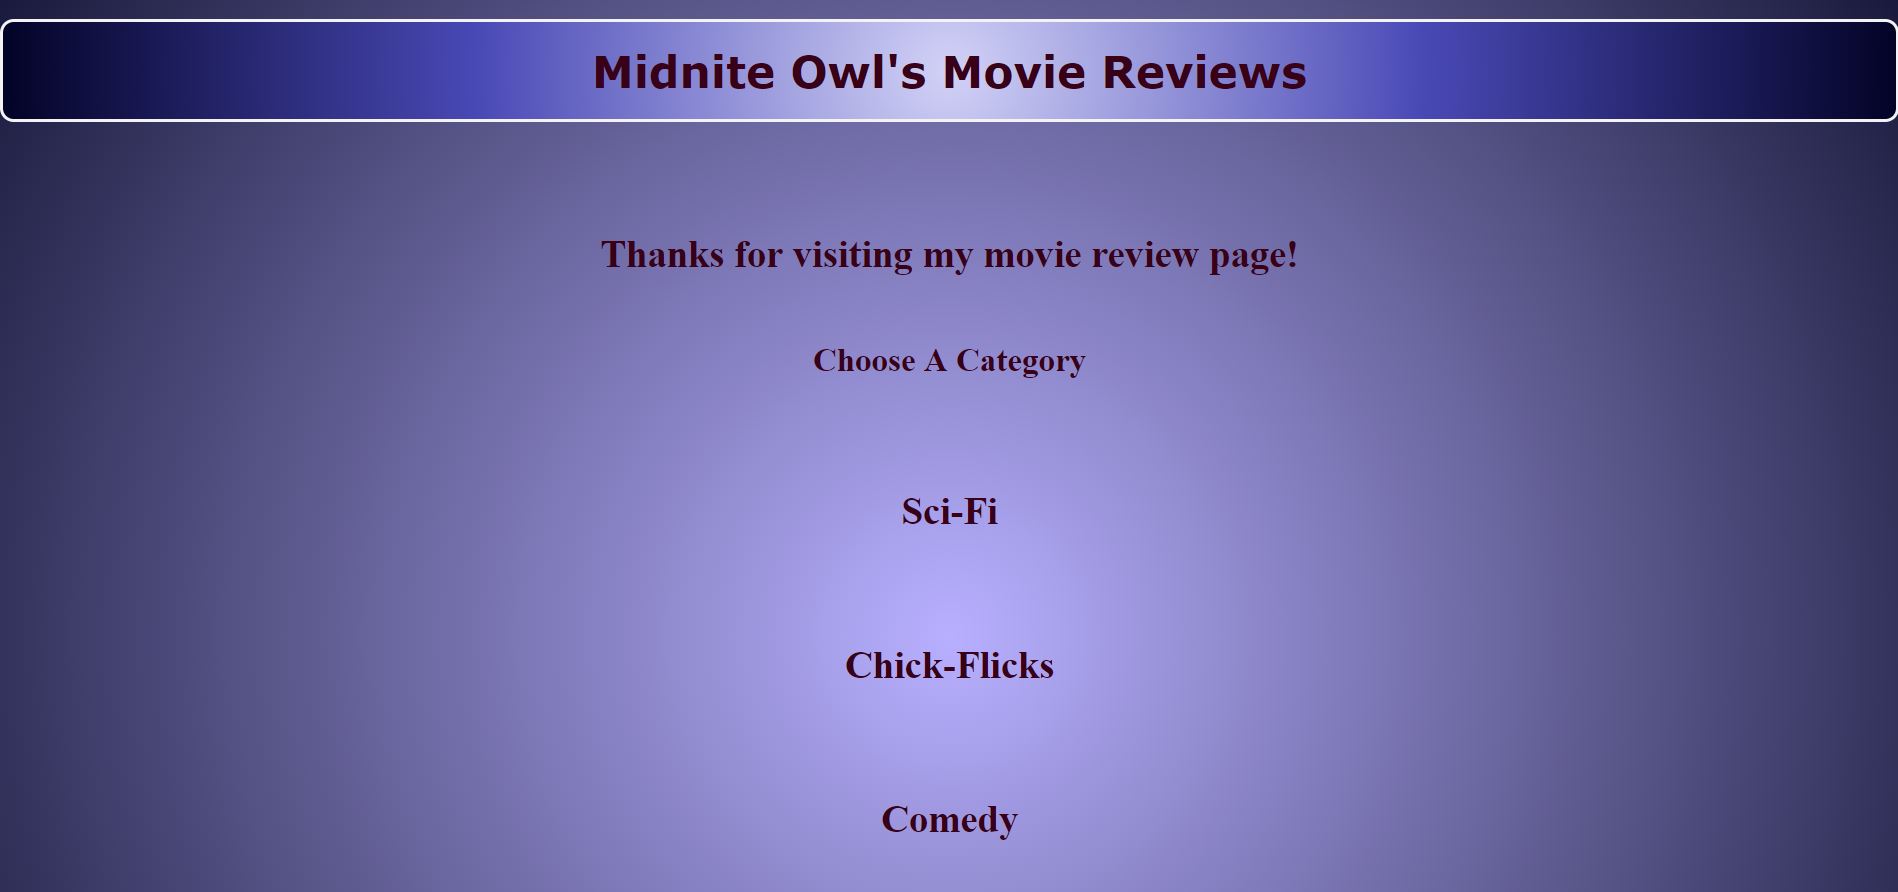 Midnite Owl's Movie Reviews
Thanks for visiting my movie review page!
Choose A Category
Sci-Fi
Chick-Flicks
Comedy